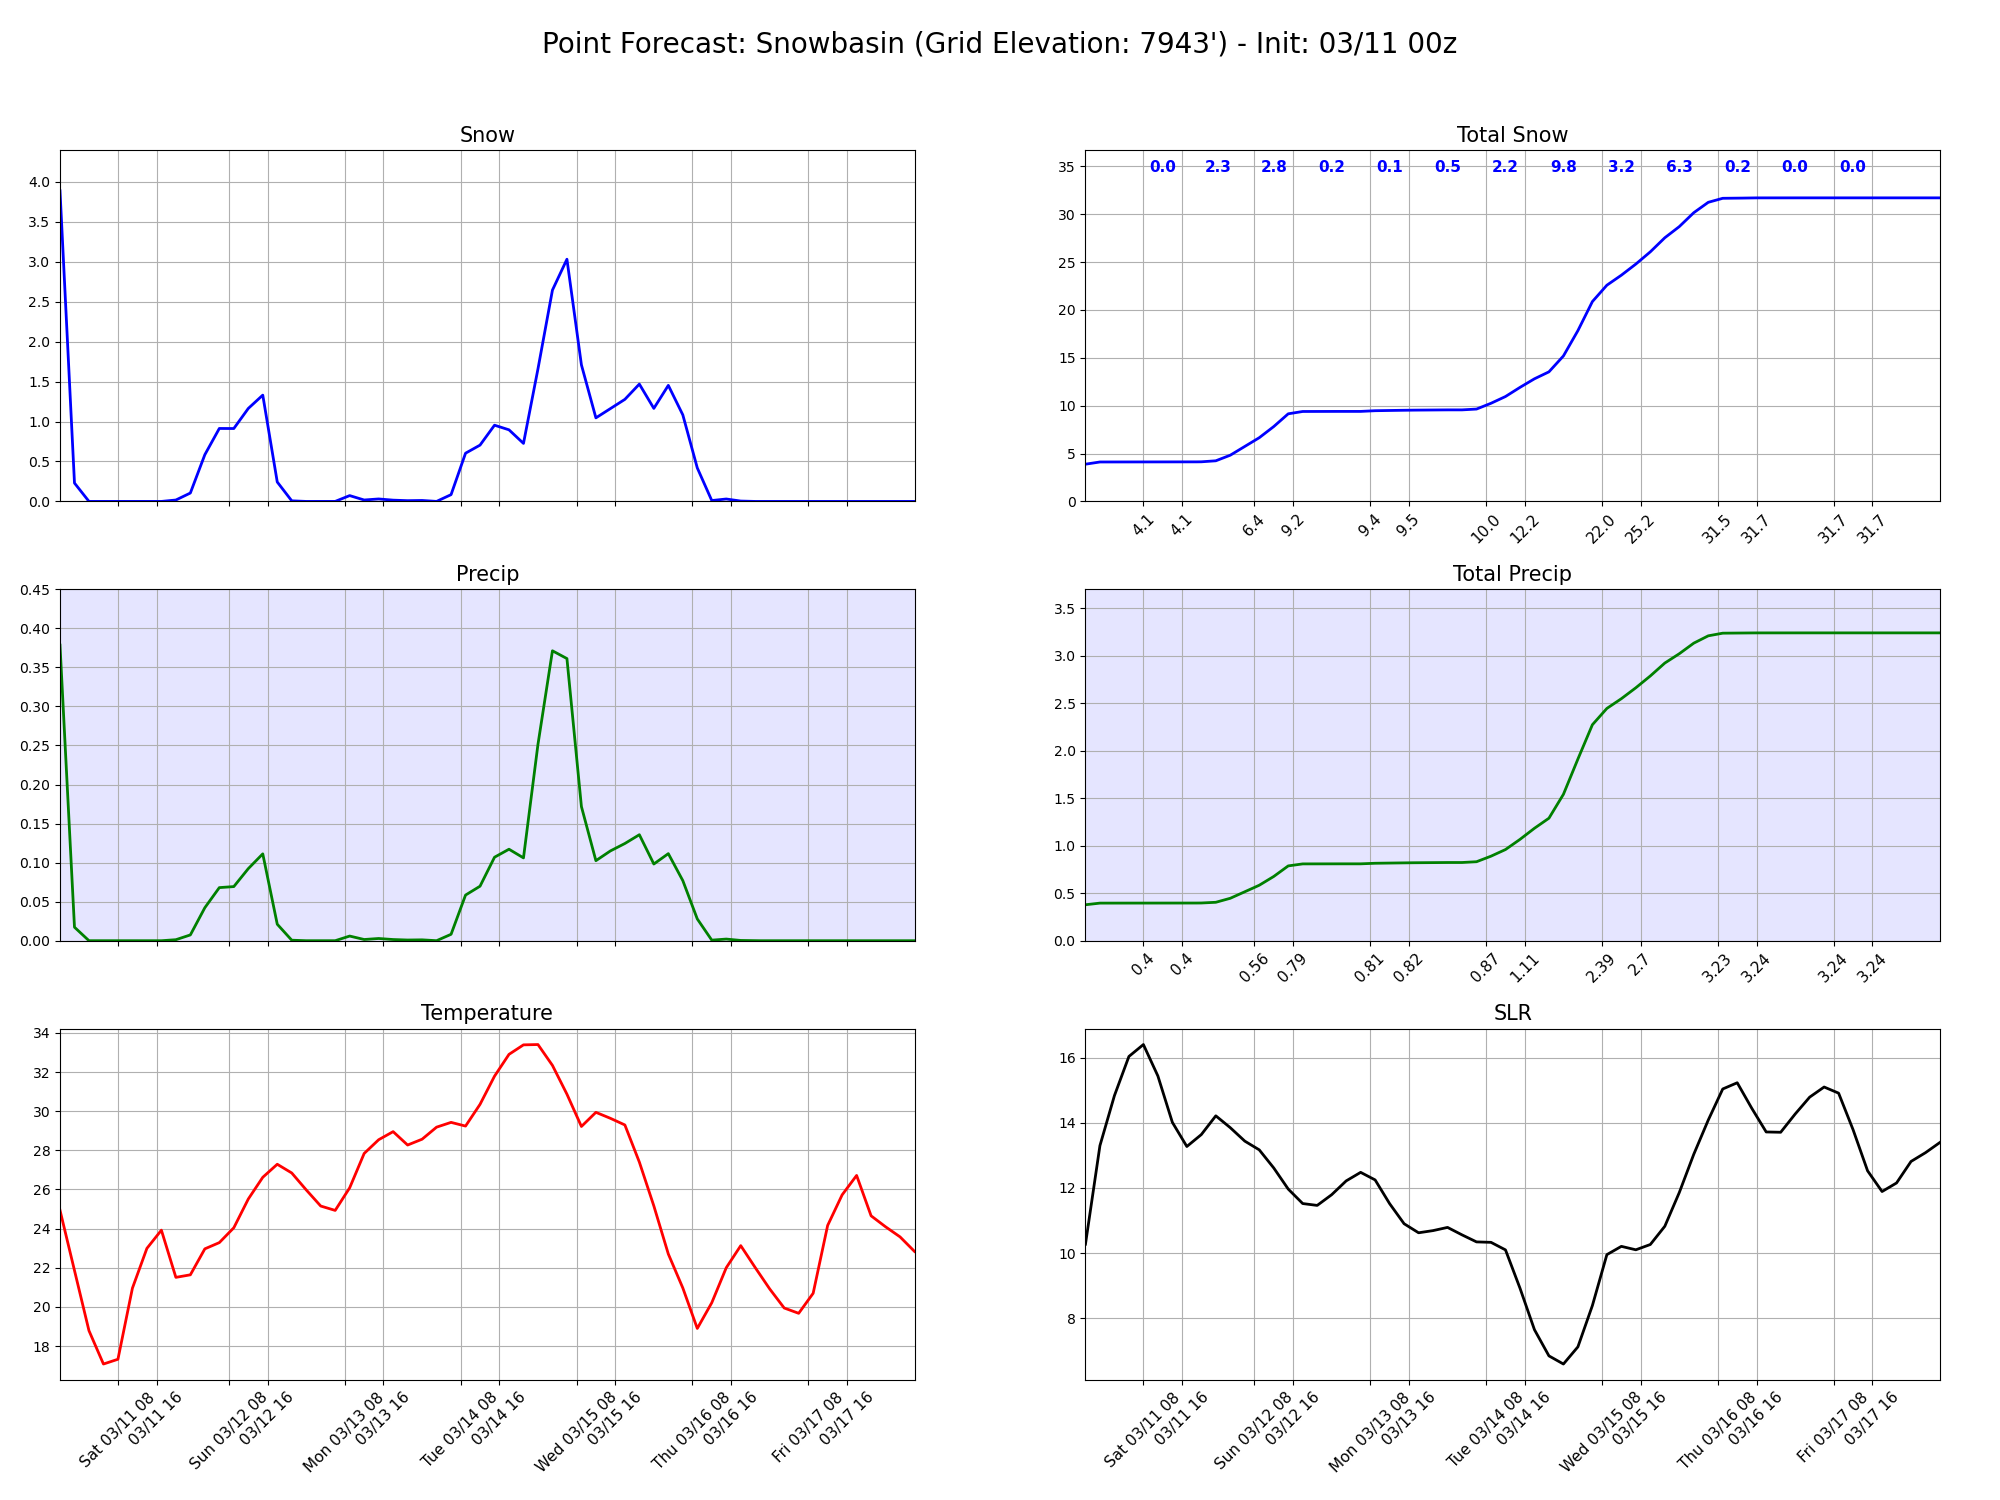 Point Forecast: Snowbasin (Grid Elevation: 7943') - Init: 03/11 00z
Snow
4.0
3.5
3.0
2.5
2.0
1.5
1.0
0.5
0.0
Total Snow
0.0 2.3 2.8 0.2 0.1 0.5 2.2 9.8 3.2 6.3 0.2 0.0 0.0
35
30
25
20
15
10
5
0
4.1 4.1 6.4 9.2 9.4 9.5 10.0 12.2 22.0 25.2 31.5 31.7 31.7 31.7
Precip
0.45
0.40
0.35
0.30
0.25
0.20
0.15
0.10
0.05
0.00
Total Precip
3.5
3.0
2.5
2.0
1.5
1.0
0.5
0.0
0.4 0.4 0.56 0.79 0.81 0.82 0.87 1.11 2.39 2.7 3.23 3.24 3.24 3.24
Temperature
34
32
30
28
26
24
22
20
18
Sat 03/11 08
03/11 16
Sun 03/12 08
03/12 16
Mon 03/13 08
03/13 16
Tue 03/14 08
03/14 16
Wed 03/15 08
03/15 16
Thu 03/16 08
03/16 16
Fri 03/17 08
03/17 16
SLR
16
14
12
10
8
Sat 03/11 08
03/11 16
Sun 03/12 08
03/12 16
Mon 03/13 08
03/13 16
Tue 03/14 08
03/14 16
Wed 03/15 08
03/15 16
Thu 03/16 08
03/16 16
Fri 03/17 08
03/17 16